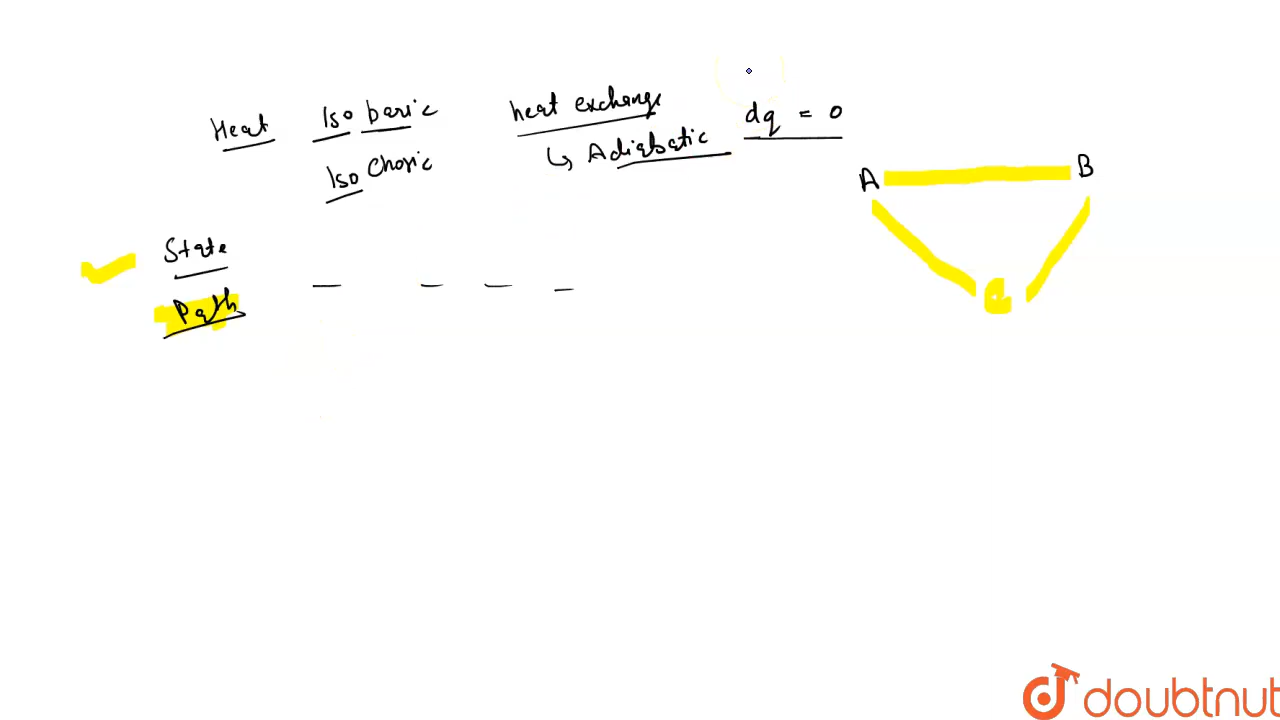 Heat Iso baric heat exchange dq = 0
Iso Choric ↳ Adiabatic
A B
State
Path
C
doubtnut